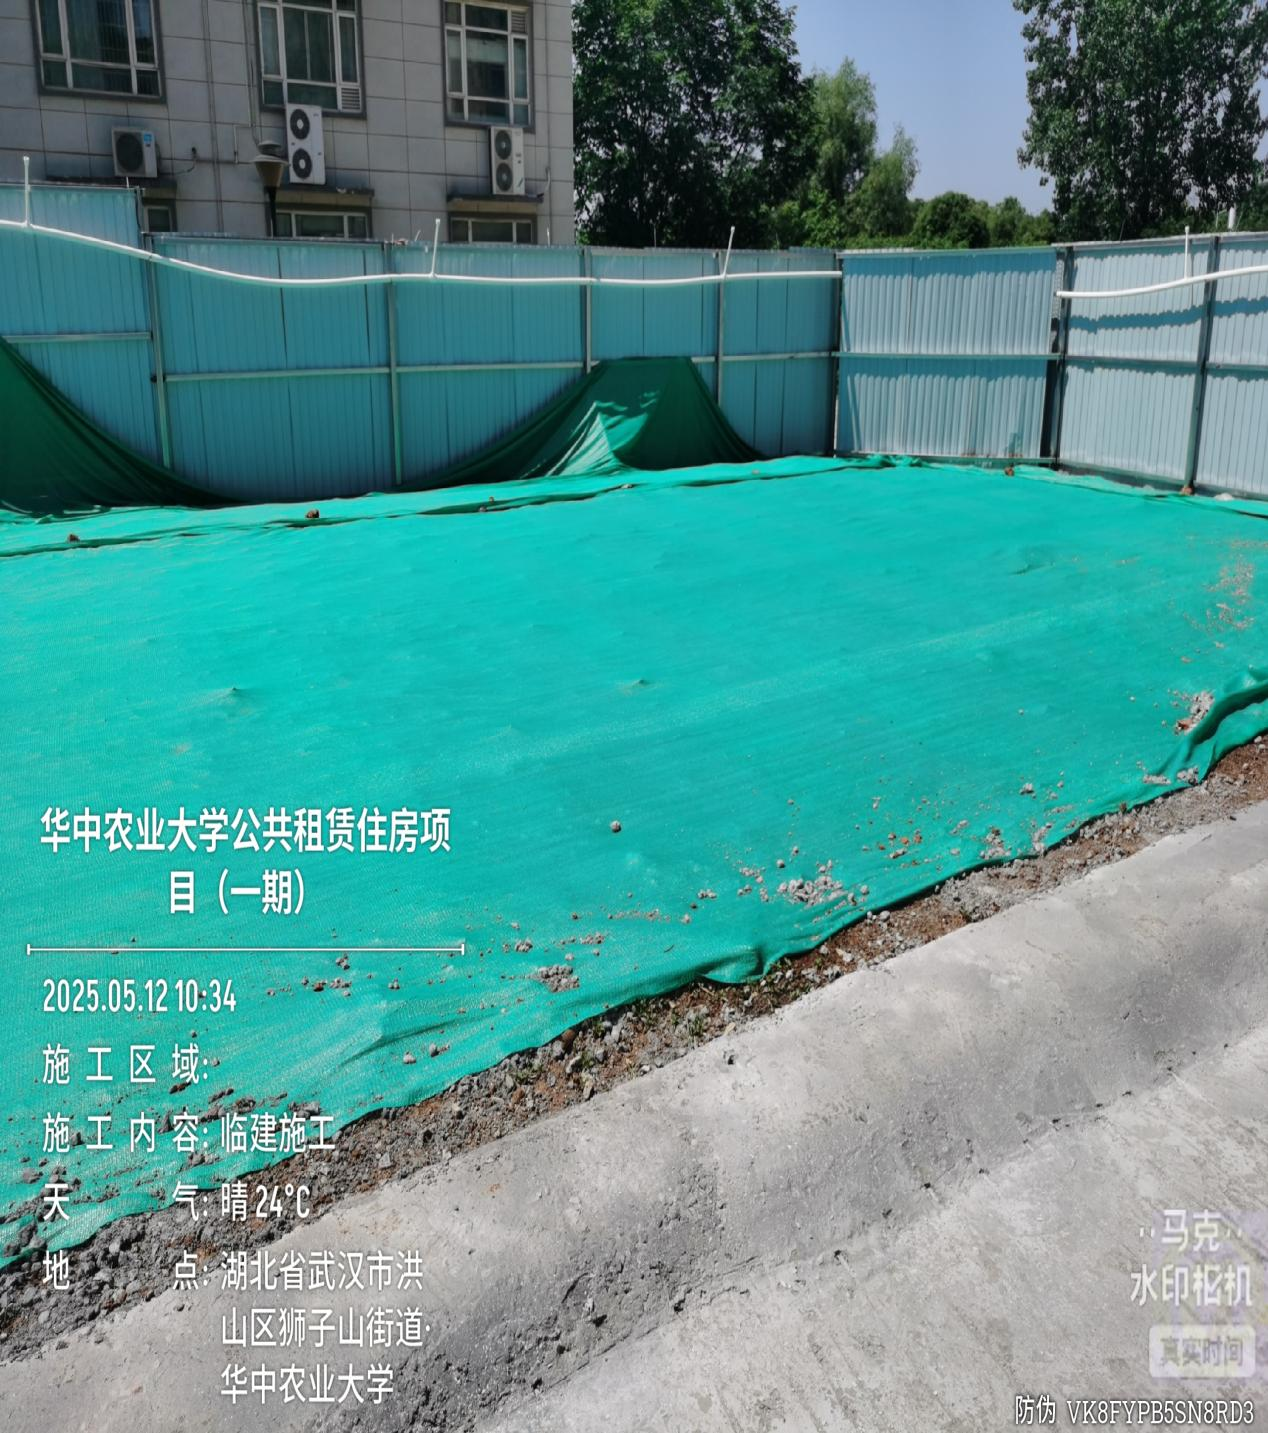 华中农业大学公共租赁住房项
目（一期）
2025.05.12 10:34
施工区域:
施工内容: 临建施工
天气: 晴 24°C
地点: 湖北省武汉市洪
山区狮子山街道·
华中农业大学
马克
水印相机
真实时间
防伪 VK8FYPB5SN8RD3